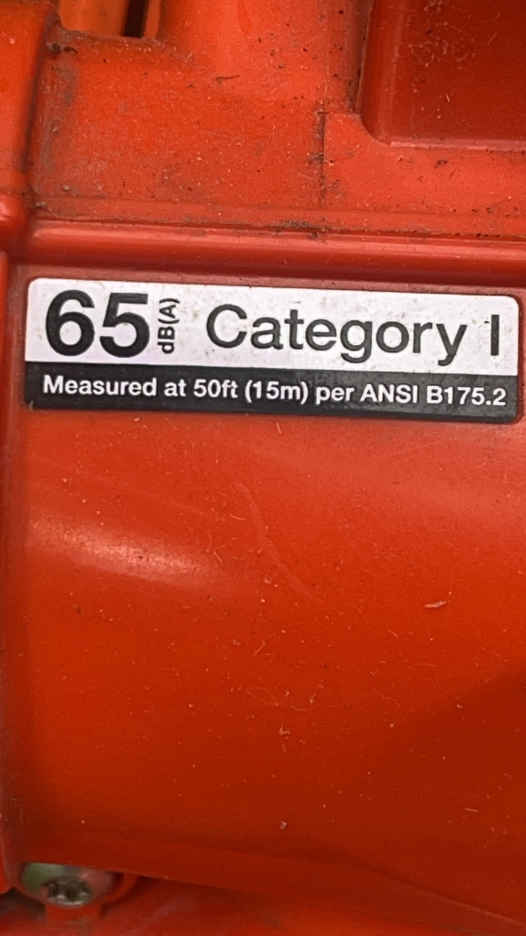 65 dB(A) Category I
Measured at 50ft (15m) per ANSI B175.2